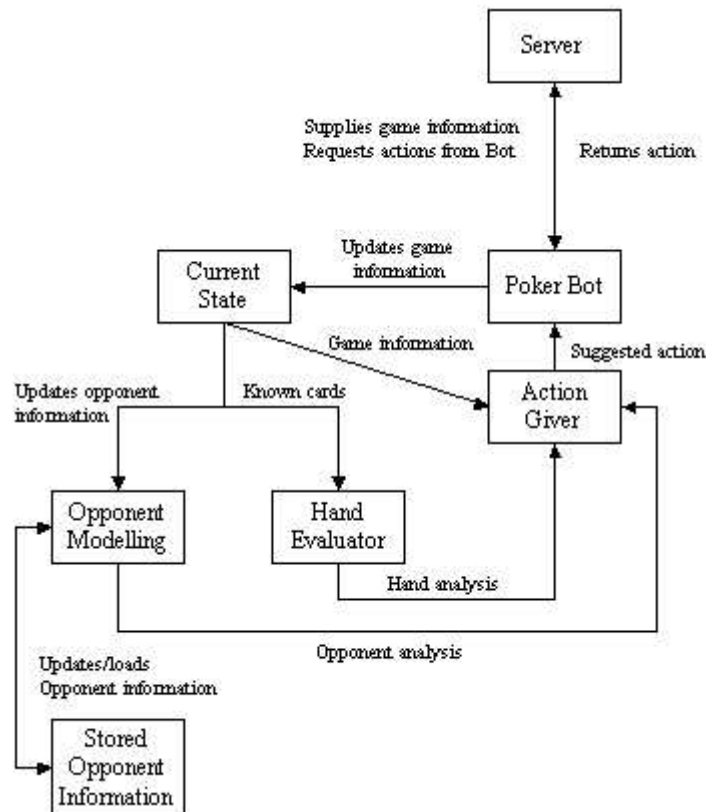 Server
Supplies game information
Requests actions from Bot
Returns action
Updates game
information
Current
State
Poker Bot
Game information
Suggested action
Updates opponent
information
Known cards
Action
Giver
Opponent
Modelling
Hand
Evaluator
Hand analysis
Opponent analysis
Updates/loads
Opponent information
Stored
Opponent
Information